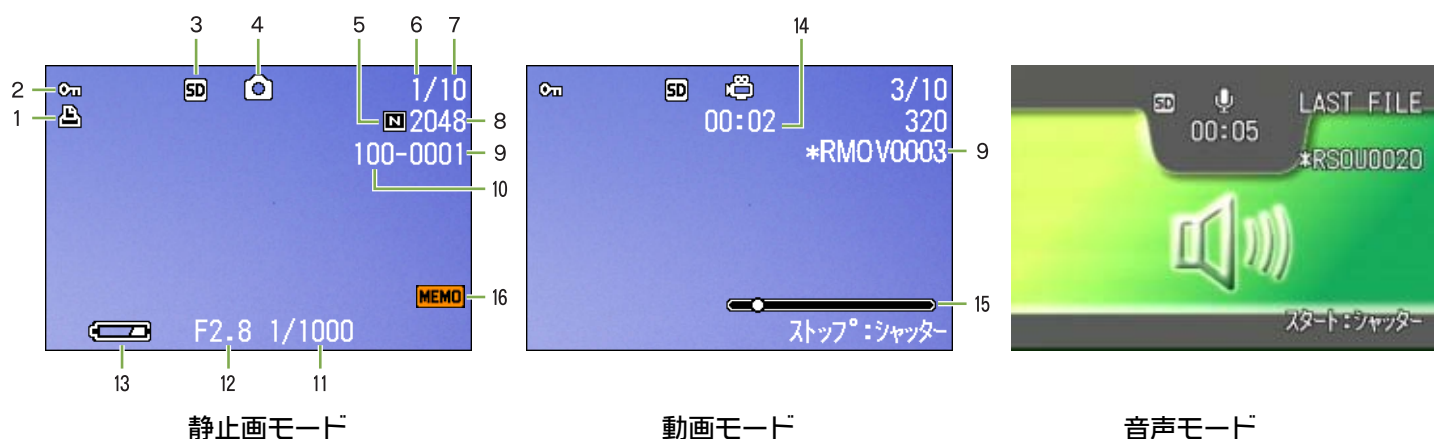 3 4 5 6 7 14
2 SD 1/10 SD 3/10 SD LAST FILE
1 N 2048 8 00:02 320 00:05
100-0001 9 *RMOV0003 9 *RSOU0020
10
MEMO 16 15
F2.8 1/1000 ストップ:シャッター スタート:シャッター
13 12 11
静止画モード 動画モード 音声モード